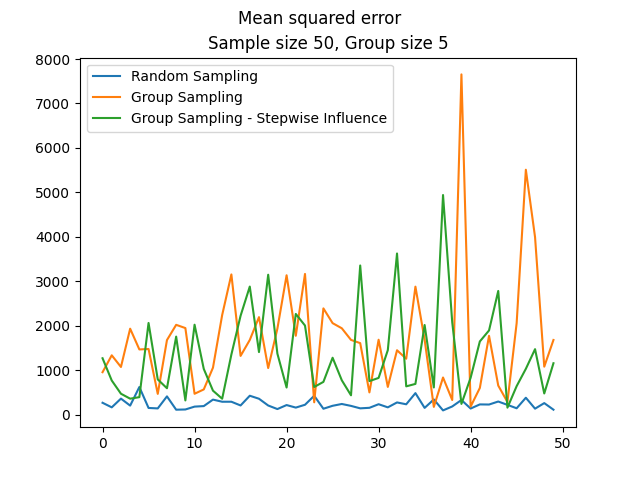 Mean squared error
Sample size 50, Group size 5
8000
7000
6000
5000
4000
3000
2000
1000
0
Random Sampling
Group Sampling
Group Sampling - Stepwise Influence
0 10 20 30 40 50